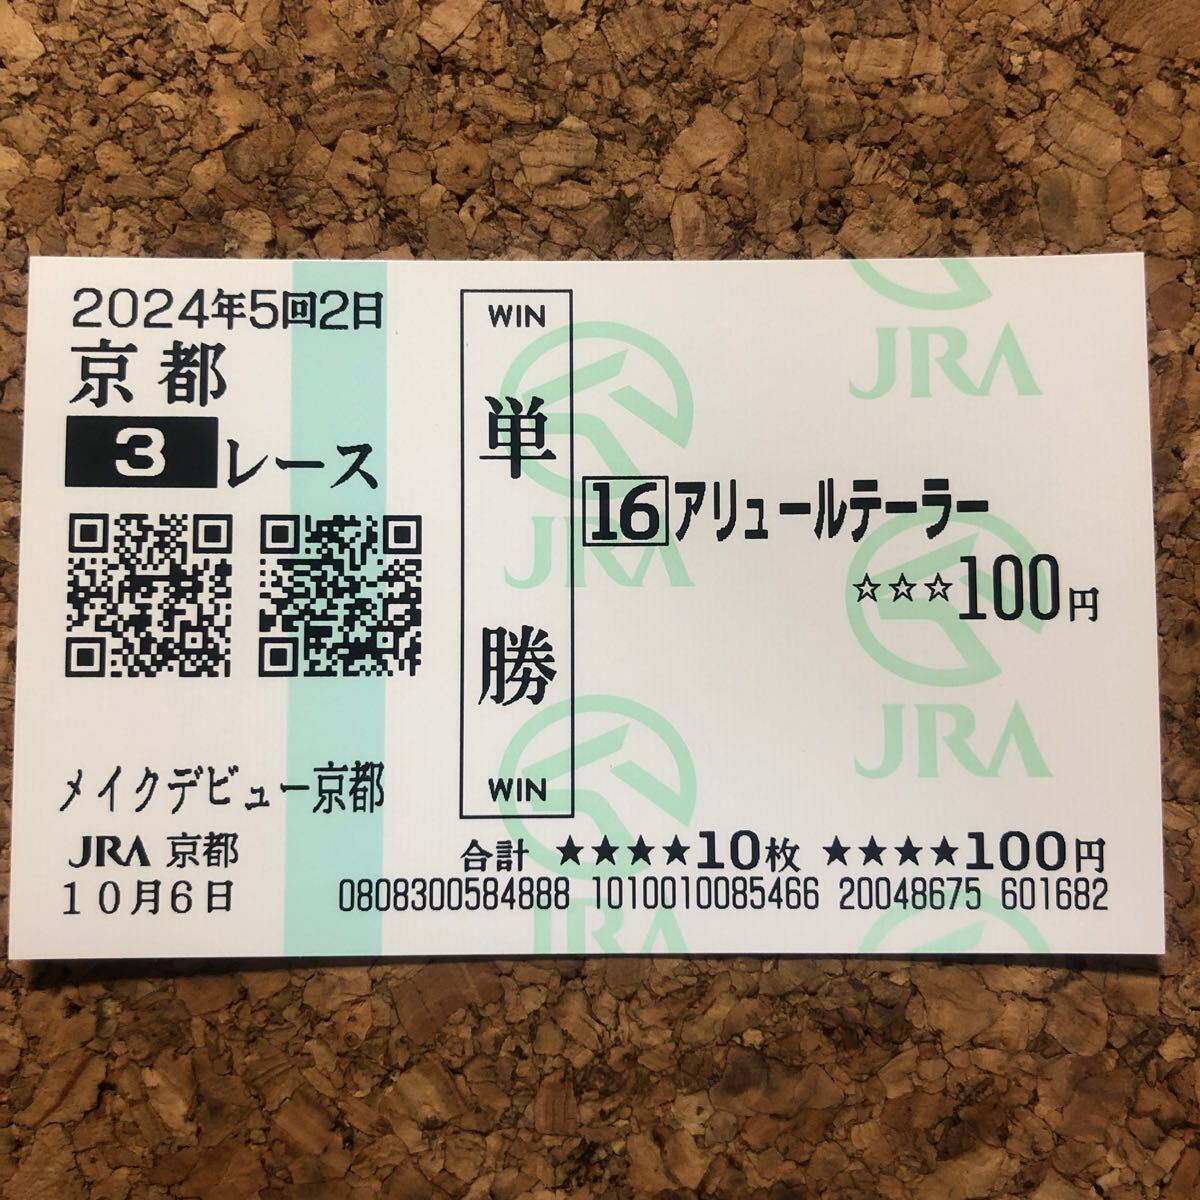 2024年5回2日
京都
3レース
メイクデビュー京都
JRA 京都
10月6日
WIN
単勝
WIN
16アリュールテーラー
☆☆☆100円
合計 ★★★★10枚 ★★★★100円
0808300584888 1010010085466 20048675 601682
JRA
JRA
JRA
JRA